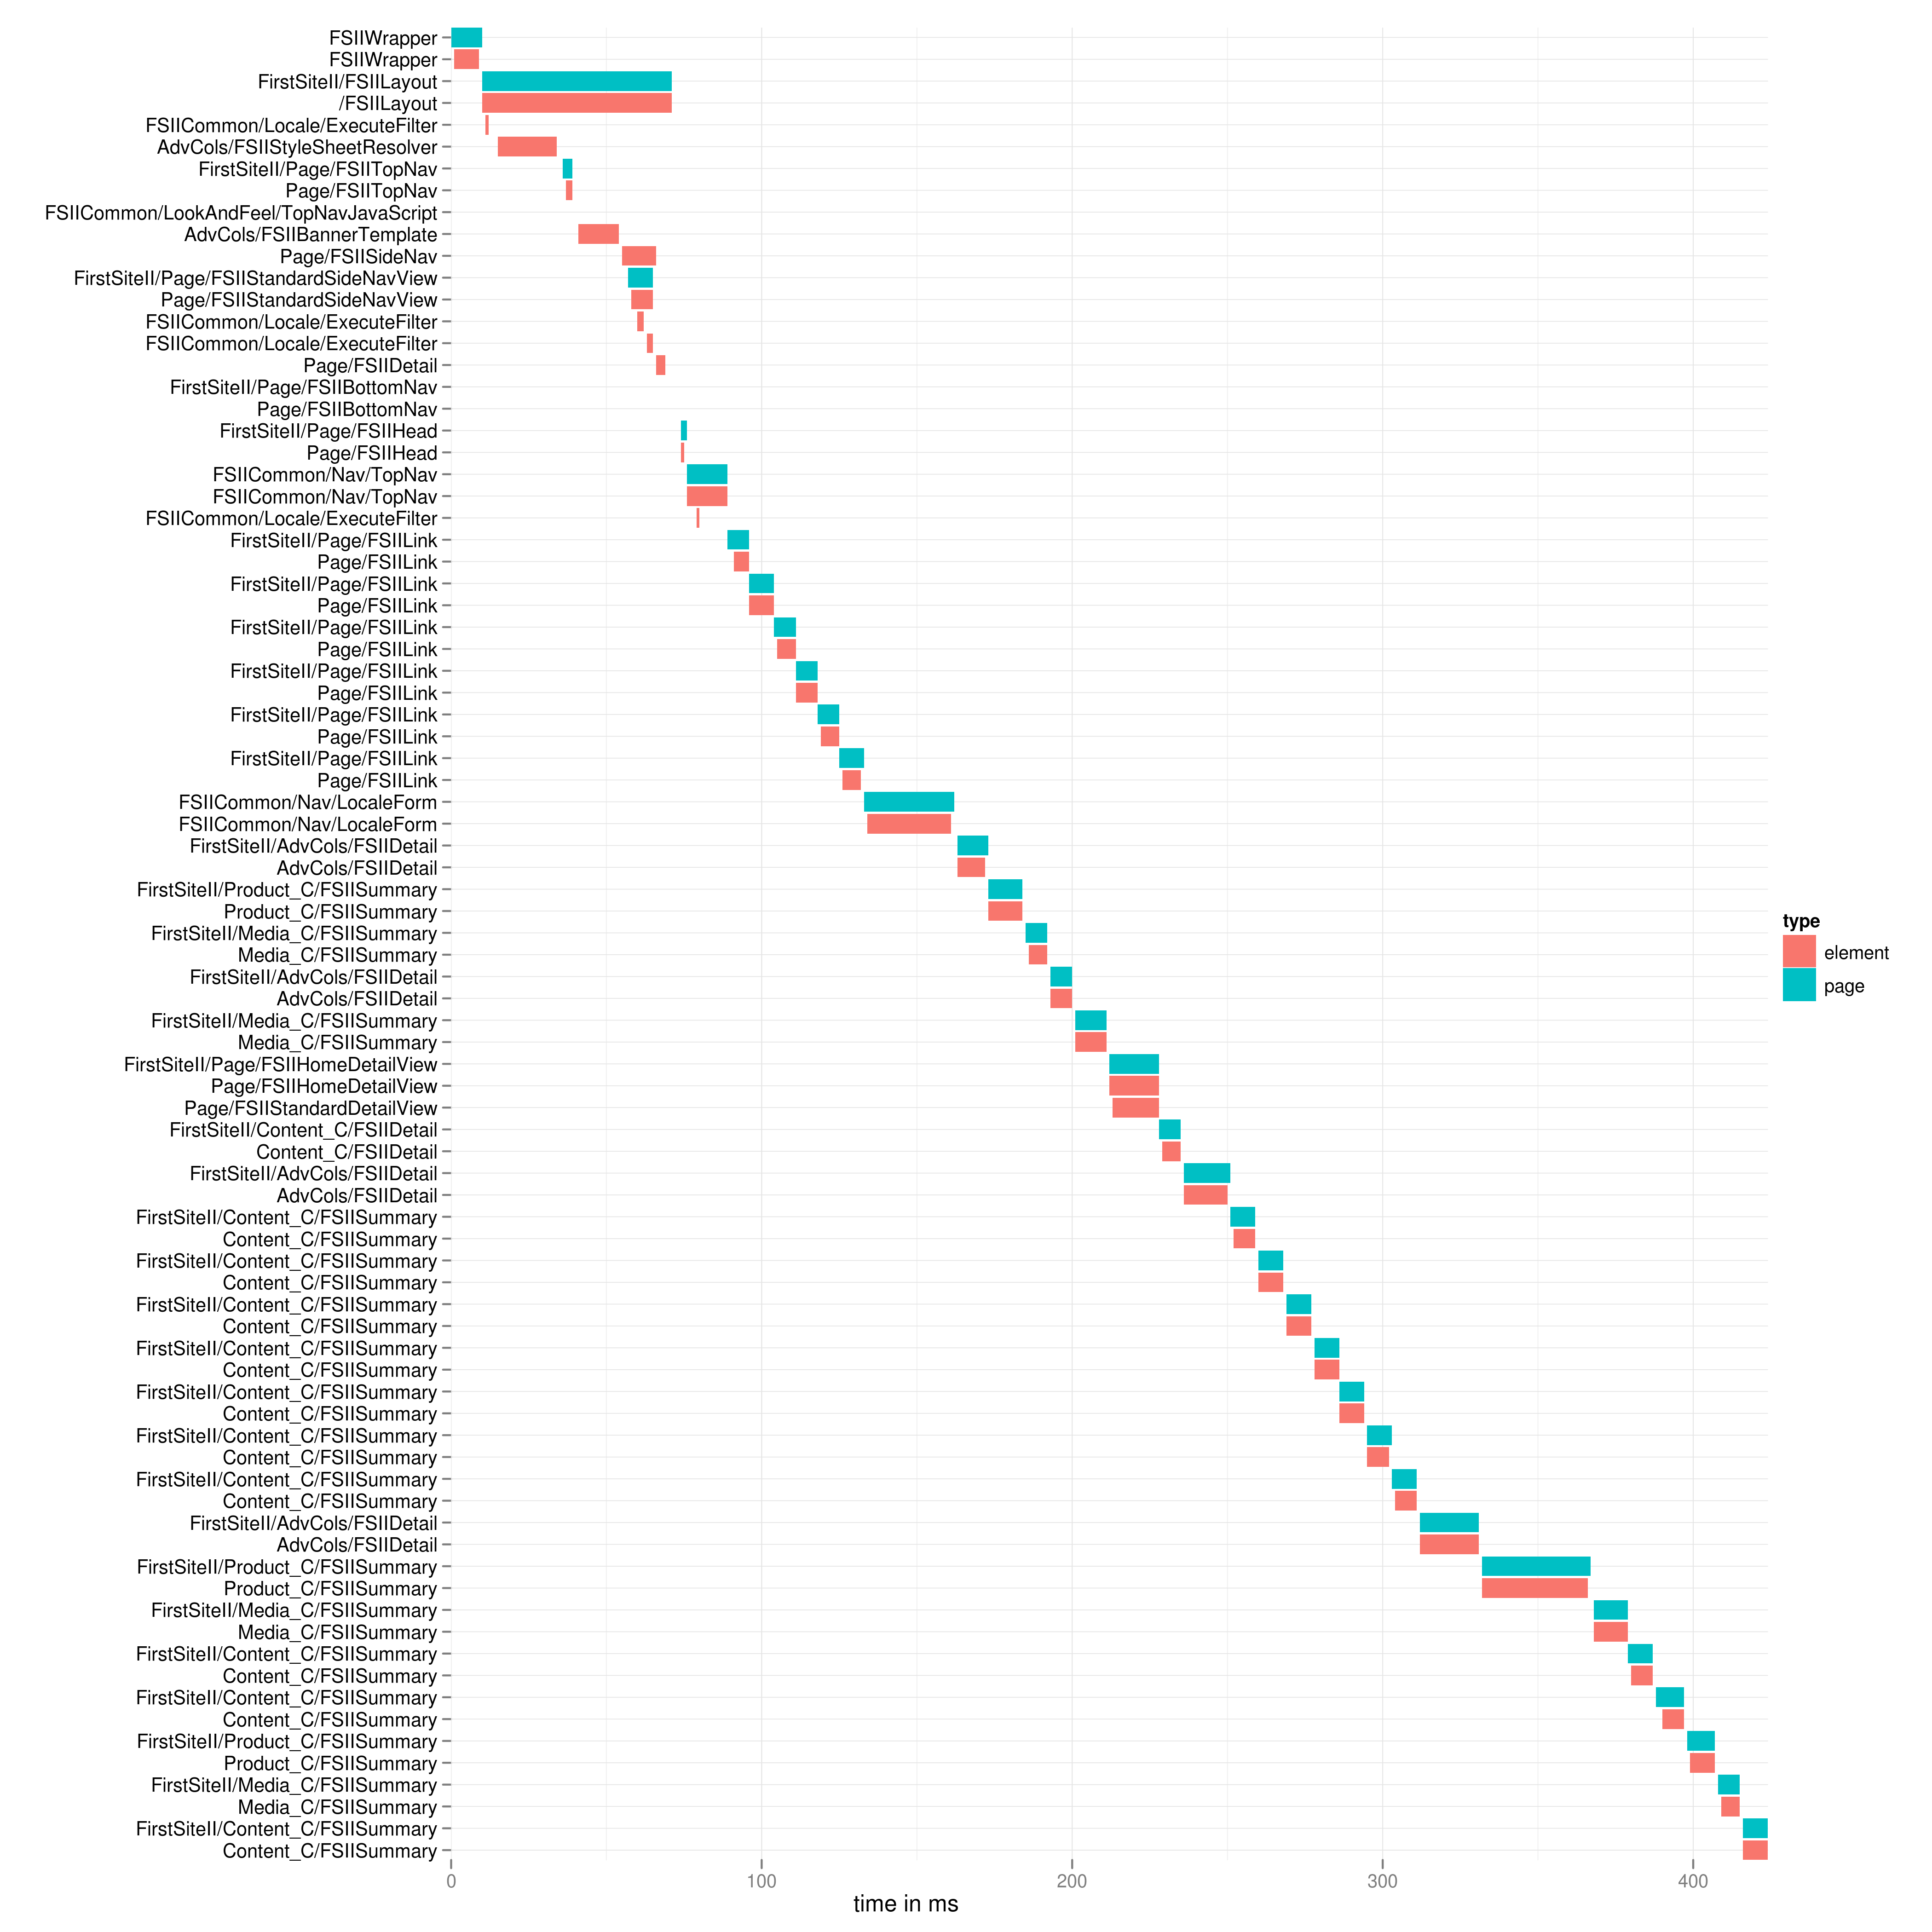 FSIIWrapper
FSIIWrapper
FirstSiteII/FSIILayout
/FSIILayout
FSIICommon/Locale/ExecuteFilter
AdvCols/FSIIStyleSheetResolver
FirstSiteII/Page/FSIITopNav
Page/FSIITopNav
FSIICommon/LookAndFeel/TopNavJavaScript
AdvCols/FSIIBannerTemplate
Page/FSIISideNav
FirstSiteII/Page/FSIIStandardSideNavView
Page/FSIIStandardSideNavView
FSIICommon/Locale/ExecuteFilter
FSIICommon/Locale/ExecuteFilter
Page/FSIIDetail
FirstSiteII/Page/FSIIBottomNav
Page/FSIIBottomNav
FirstSiteII/Page/FSIIHead
Page/FSIIHead
FSIICommon/Nav/TopNav
FSIICommon/Nav/TopNav
FSIICommon/Locale/ExecuteFilter
FirstSiteII/Page/FSIILink
Page/FSIILink
FirstSiteII/Page/FSIILink
Page/FSIILink
FirstSiteII/Page/FSIILink
Page/FSIILink
FirstSiteII/Page/FSIILink
Page/FSIILink
FirstSiteII/Page/FSIILink
Page/FSIILink
FirstSiteII/Page/FSIILink
Page/FSIILink
FSIICommon/Nav/LocaleForm
FSIICommon/Nav/LocaleForm
FirstSiteII/AdvCols/FSIIDetail
AdvCols/FSIIDetail
FirstSiteII/Product_C/FSIISummary
Product_C/FSIISummary
FirstSiteII/Media_C/FSIISummary
Media_C/FSIISummary
FirstSiteII/AdvCols/FSIIDetail
AdvCols/FSIIDetail
FirstSiteII/Media_C/FSIISummary
Media_C/FSIISummary
FirstSiteII/Page/FSIIHomeDetailView
Page/FSIIHomeDetailView
Page/FSIIStandardDetailView
FirstSiteII/Content_C/FSIIDetail
Content_C/FSIIDetail
FirstSiteII/AdvCols/FSIIDetail
AdvCols/FSIIDetail
FirstSiteII/Content_C/FSIISummary
Content_C/FSIISummary
FirstSiteII/Content_C/FSIISummary
Content_C/FSIISummary
FirstSiteII/Content_C/FSIISummary
Content_C/FSIISummary
FirstSiteII/Content_C/FSIISummary
Content_C/FSIISummary
FirstSiteII/Content_C/FSIISummary
Content_C/FSIISummary
FirstSiteII/Content_C/FSIISummary
Content_C/FSIISummary
FirstSiteII/Content_C/FSIISummary
Content_C/FSIISummary
FirstSiteII/AdvCols/FSIIDetail
AdvCols/FSIIDetail
FirstSiteII/Product_C/FSIISummary
Product_C/FSIISummary
FirstSiteII/Media_C/FSIISummary
Media_C/FSIISummary
FirstSiteII/Content_C/FSIISummary
Content_C/FSIISummary
FirstSiteII/Content_C/FSIISummary
Content_C/FSIISummary
FirstSiteII/Product_C/FSIISummary
Product_C/FSIISummary
FirstSiteII/Media_C/FSIISummary
Media_C/FSIISummary
FirstSiteII/Content_C/FSIISummary
Content_C/FSIISummary
0 100 200 300 400
time in ms
type
element
page